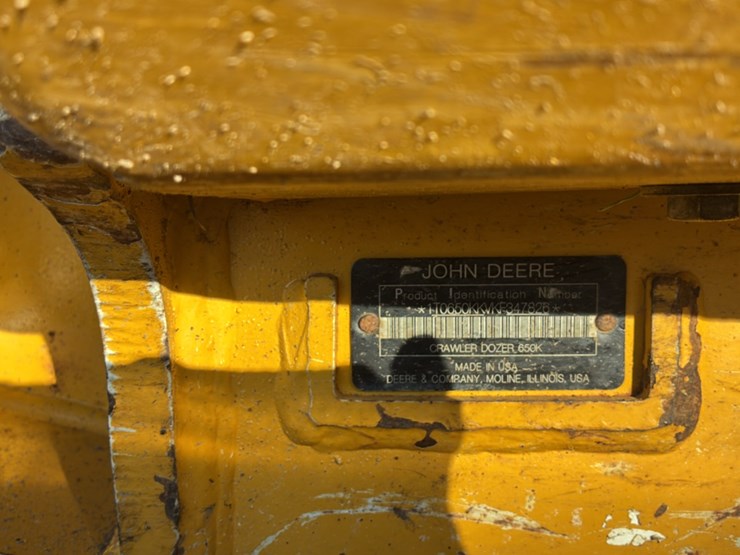 JOHN DEERE
Product Identification Number
CRAWLER DOZER 650K
MADE IN USA
DEERE & COMPANY, MOLINE, ILLINOIS, USA